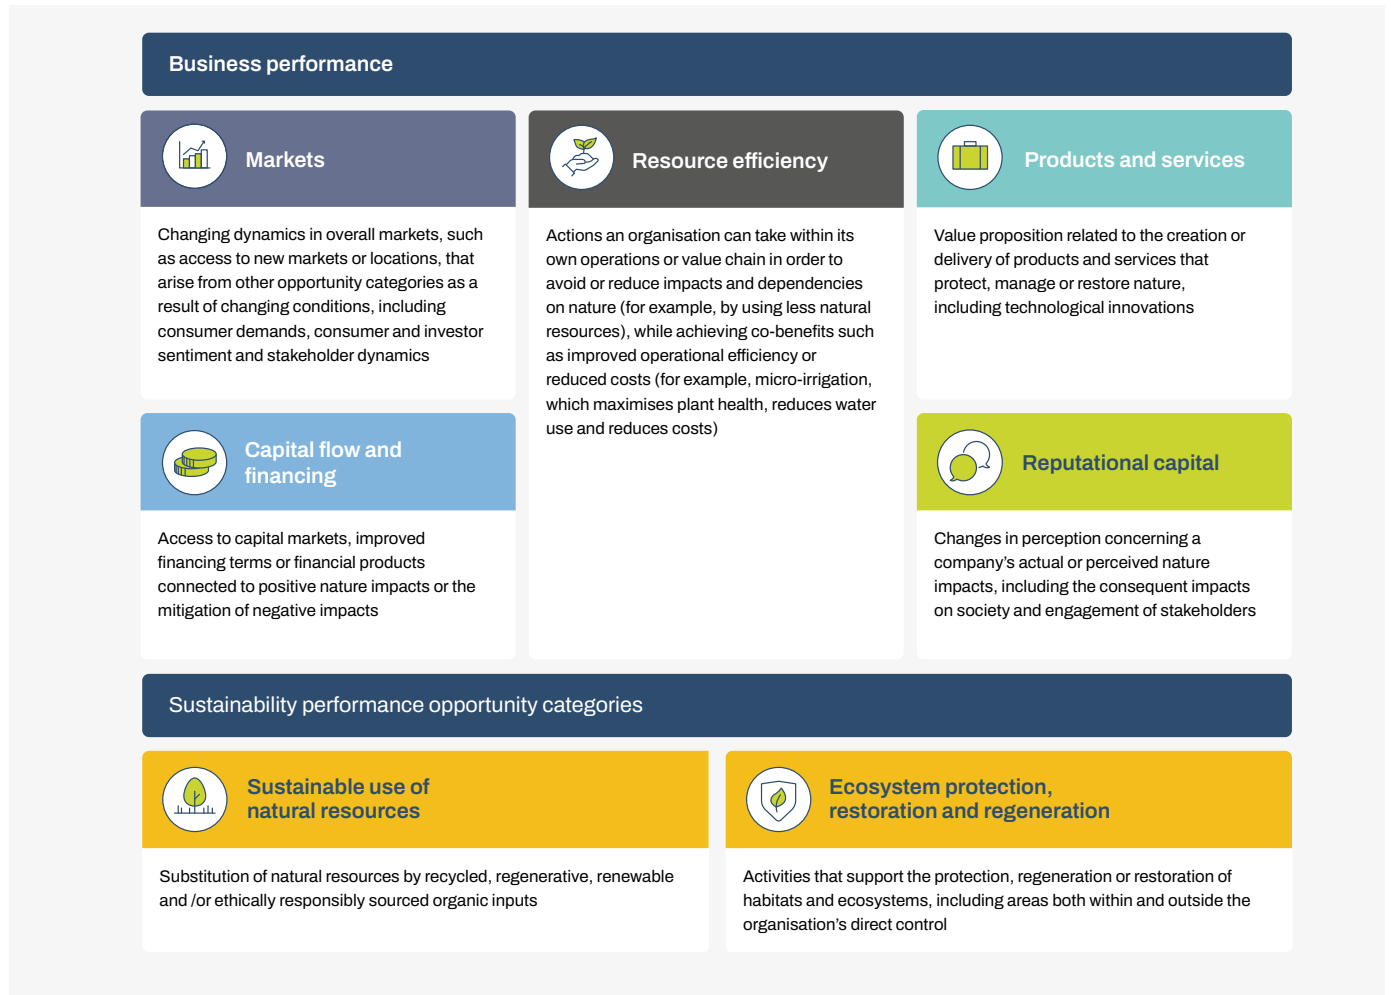 Business performance
Markets
Changing dynamics in overall markets, such
as access to new markets or locations, that
arise from other opportunity categories as a
result of changing conditions, including
consumer demands, consumer and investor
sentiment and stakeholder dynamics
Resource efficiency
Actions an organisation can take within its
own operations or value chain in order to
avoid or reduce impacts and dependencies
on nature (for example, by using less natural
resources), while achieving co-benefits such
as improved operational efficiency or
reduced costs (for example, micro-irrigation,
which maximises plant health, reduces water
use and reduces costs)
Products and services
Value proposition related to the creation or
delivery of products and services that
protect, manage or restore nature,
including technological innovations
Capital flow and
financing
Access to capital markets, improved
financing terms or financial products
connected to positive nature impacts or the
mitigation of negative impacts
Reputational capital
Changes in perception concerning a
company’s actual or perceived nature
impacts, including the consequent impacts
on society and engagement of stakeholders
Sustainability performance opportunity categories
Sustainable use of
natural resources
Substitution of natural resources by recycled, regenerative, renewable
and /or ethically responsibly sourced organic inputs
Ecosystem protection,
restoration and regeneration
Activities that support the protection, regeneration or restoration of
habitats and ecosystems, including areas both within and outside the
organisation’s direct control